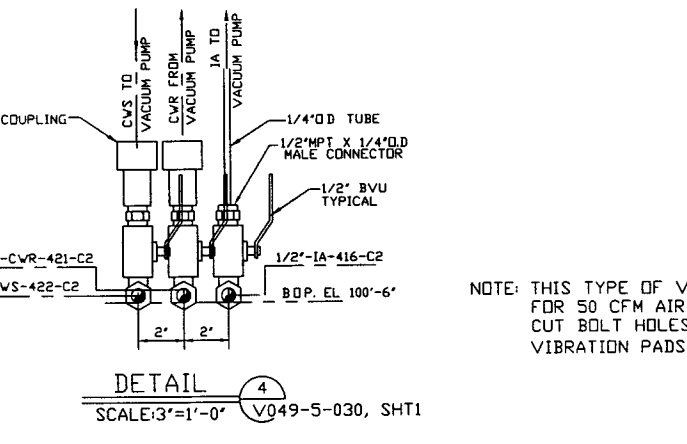 CWS TO
VACUUM PUMP
CWR FROM
VACUUM PUMP
IA TO
VACUUM PUMP
COUPLING
1/4"O.D TUBE
1/2"MPT X 1/4"O.D
MALE CONNECTOR
1/2" BVU
TYPICAL
-CWR-421-C2
1/2"-IA-416-C2
WS-422-C2
B.O.P. EL 100'-6"
2"
2"
NOTE: THIS TYPE OF V
FOR 50 CFM AIR
CUT BOLT HOLES
VIBRATION PADS
DETAIL
4
SCALE:3"=1'-0"
V049-5-030, SHT1